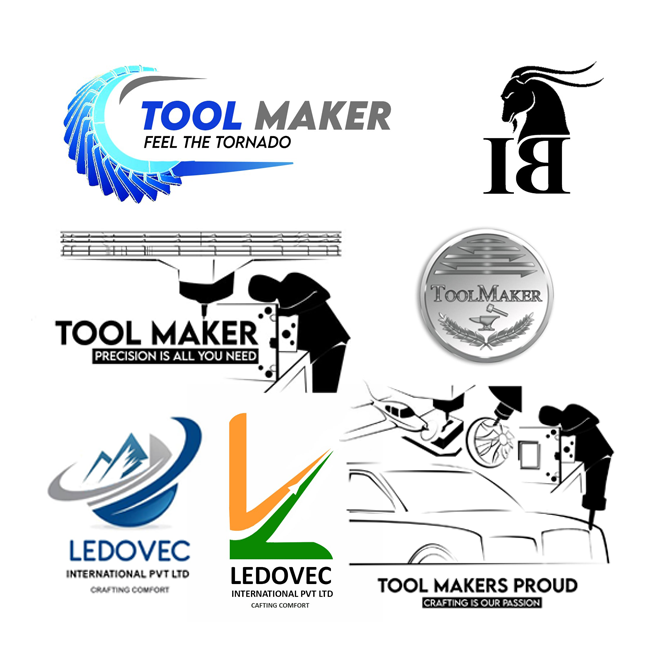 TOOL MAKER
FEEL THE TORNADO
IB
TOOL MAKER
PRECISION IS ALL YOU NEED
TOOLMAKER
LEDOVEC
INTERNATIONAL PVT LTD
CRAFTING COMFORT
LEDOVEC
INTERNATIONAL PVT LTD
CAFTING COMFORT
TOOL MAKERS PROUD
CRAFTING IS OUR PASSION